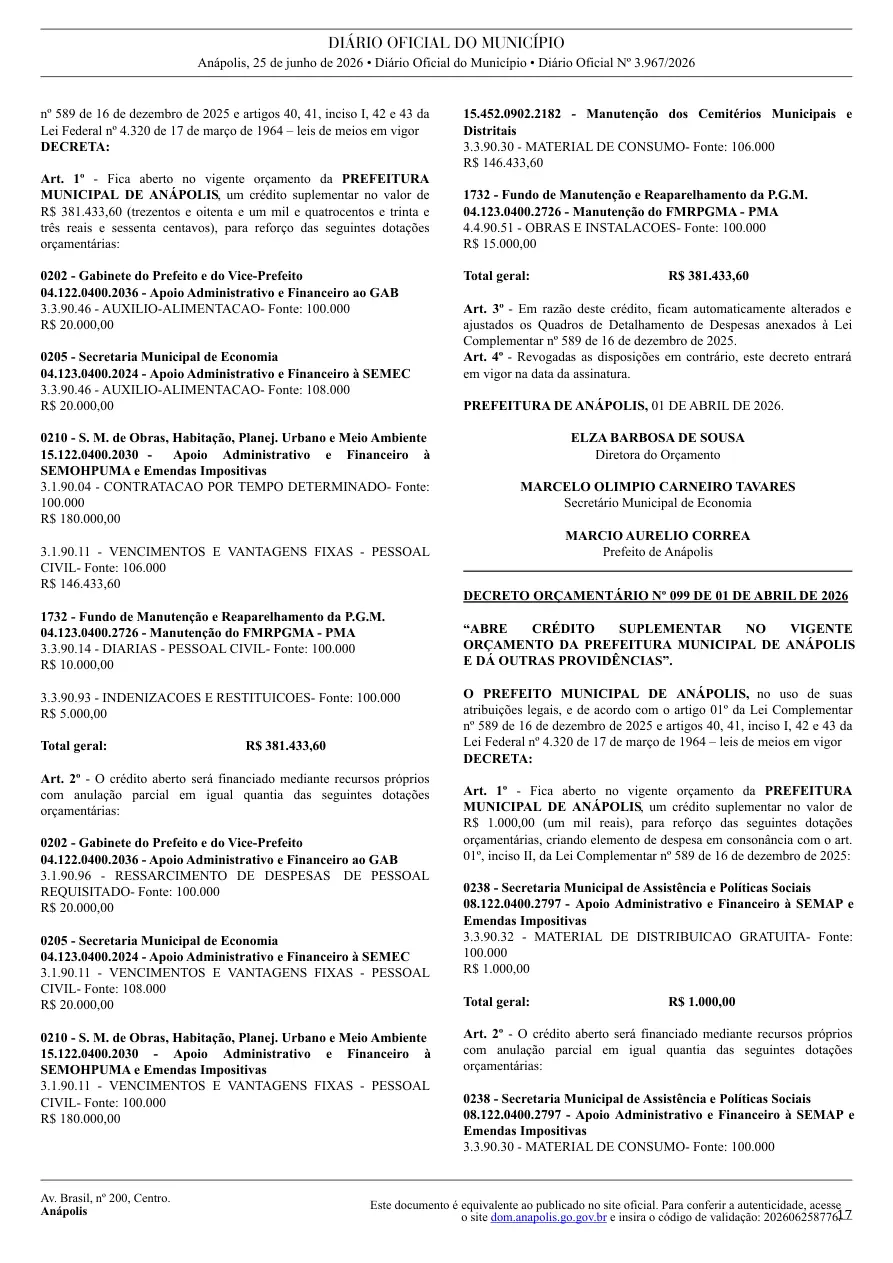 DIÁRIO OFICIAL DO MUNICÍPIO
Anápolis, 25 de junho de 2026 • Diário Oficial do Município • Diário Oficial Nº 3.967/2026
nº 589 de 16 de dezembro de 2025 e artigos 40, 41, inciso I, 42 e 43 da
Lei Federal nº 4.320 de 17 de março de 1964 – leis de meios em vigor
DECRETA:
Art. 1º - Fica aberto no vigente orçamento da PREFEITURA
MUNICIPAL DE ANÁPOLIS, um crédito suplementar no valor de
R$ 381.433,60 (trezentos e oitenta e um mil e quatrocentos e trinta e
três reais e sessenta centavos), para reforço das seguintes dotações
orçamentárias:
0202 - Gabinete do Prefeito e do Vice-Prefeito
04.122.0400.2036 - Apoio Administrativo e Financeiro ao GAB
3.3.90.46 - AUXILIO-ALIMENTACAO- Fonte: 100.000
R$ 20.000,00
0205 - Secretaria Municipal de Economia
04.123.0400.2024 - Apoio Administrativo e Financeiro à SEMEC
3.3.90.46 - AUXILIO-ALIMENTACAO- Fonte: 108.000
R$ 20.000,00
0210 - S. M. de Obras, Habitação, Planej. Urbano e Meio Ambiente
15.122.0400.2030 - Apoio Administrativo e Financeiro à
SEMOHPUMA e Emendas Impositivas
3.1.90.04 - CONTRATACAO POR TEMPO DETERMINADO- Fonte:
100.000
R$ 180.000,00
3.1.90.11 - VENCIMENTOS E VANTAGENS FIXAS - PESSOAL
CIVIL- Fonte: 106.000
R$ 146.433,60
1732 - Fundo de Manutenção e Reaparelhamento da P.G.M.
04.123.0400.2726 - Manutenção do FMRPGMA - PMA
3.3.90.14 - DIARIAS - PESSOAL CIVIL- Fonte: 100.000
R$ 10.000,00
3.3.90.93 - INDENIZACOES E RESTITUICOES- Fonte: 100.000
R$ 5.000,00
Total geral: R$ 381.433,60
Art. 2º - O crédito aberto será financiado mediante recursos próprios
com anulação parcial em igual quantia das seguintes dotações
orçamentárias:
0202 - Gabinete do Prefeito e do Vice-Prefeito
04.122.0400.2036 - Apoio Administrativo e Financeiro ao GAB
3.1.90.96 - RESSARCIMENTO DE DESPESAS DE PESSOAL
REQUISITADO- Fonte: 100.000
R$ 20.000,00
0205 - Secretaria Municipal de Economia
04.123.0400.2024 - Apoio Administrativo e Financeiro à SEMEC
3.1.90.11 - VENCIMENTOS E VANTAGENS FIXAS - PESSOAL
CIVIL- Fonte: 108.000
R$ 20.000,00
0210 - S. M. de Obras, Habitação, Planej. Urbano e Meio Ambiente
15.122.0400.2030 - Apoio Administrativo e Financeiro à
SEMOHPUMA e Emendas Impositivas
3.1.90.11 - VENCIMENTOS E VANTAGENS FIXAS - PESSOAL
CIVIL- Fonte: 100.000
R$ 180.000,00
15.452.0902.2182 - Manutenção dos Cemitérios Municipais e
Distritais
3.3.90.30 - MATERIAL DE CONSUMO- Fonte: 106.000
R$ 146.433,60
1732 - Fundo de Manutenção e Reaparelhamento da P.G.M.
04.123.0400.2726 - Manutenção do FMRPGMA - PMA
4.4.90.51 - OBRAS E INSTALACOES- Fonte: 100.000
R$ 15.000,00
Total geral: R$ 381.433,60
Art. 3º - Em razão deste crédito, ficam automaticamente alterados e
ajustados os Quadros de Detalhamento de Despesas anexados à Lei
Complementar nº 589 de 16 de dezembro de 2025.
Art. 4º - Revogadas as disposições em contrário, este decreto entrará
em vigor na data da assinatura.
PREFEITURA DE ANÁPOLIS, 01 DE ABRIL DE 2026.
ELZA BARBOSA DE SOUSA
Diretora do Orçamento
MARCELO OLIMPIO CARNEIRO TAVARES
Secretário Municipal de Economia
MARCIO AURELIO CORREA
Prefeito de Anápolis
DECRETO ORÇAMENTÁRIO Nº 099 DE 01 DE ABRIL DE 2026
“ABRE CRÉDITO SUPLEMENTAR NO VIGENTE
ORÇAMENTO DA PREFEITURA MUNICIPAL DE ANÁPOLIS
E DÁ OUTRAS PROVIDÊNCIAS”.
O PREFEITO MUNICIPAL DE ANÁPOLIS, no uso de suas
atribuições legais, e de acordo com o artigo 01º da Lei Complementar
nº 589 de 16 de dezembro de 2025 e artigos 40, 41, inciso I, 42 e 43 da
Lei Federal nº 4.320 de 17 de março de 1964 – leis de meios em vigor
DECRETA:
Art. 1º - Fica aberto no vigente orçamento da PREFEITURA
MUNICIPAL DE ANÁPOLIS, um crédito suplementar no valor de
R$ 1.000,00 (um mil reais), para reforço das seguintes dotações
orçamentárias, criando elemento de despesa em consonância com o art.
01º, inciso II, da Lei Complementar nº 589 de 16 de dezembro de 2025:
0238 - Secretaria Municipal de Assistência e Políticas Sociais
08.122.0400.2797 - Apoio Administrativo e Financeiro à SEMAP e
Emendas Impositivas
3.3.90.32 - MATERIAL DE DISTRIBUICAO GRATUITA- Fonte:
100.000
R$ 1.000,00
Total geral: R$ 1.000,00
Art. 2º - O crédito aberto será financiado mediante recursos próprios
com anulação parcial em igual quantia das seguintes dotações
orçamentárias:
0238 - Secretaria Municipal de Assistência e Políticas Sociais
08.122.0400.2797 - Apoio Administrativo e Financeiro à SEMAP e
Emendas Impositivas
3.3.90.30 - MATERIAL DE CONSUMO- Fonte: 100.000
Av. Brasil, nº 200, Centro.
Anápolis
Este documento é equivalente ao publicado no site oficial. Para conferir a autenticidade, acesse
o site dom.anapolis.go.gov.br e insira o código de validação:
17